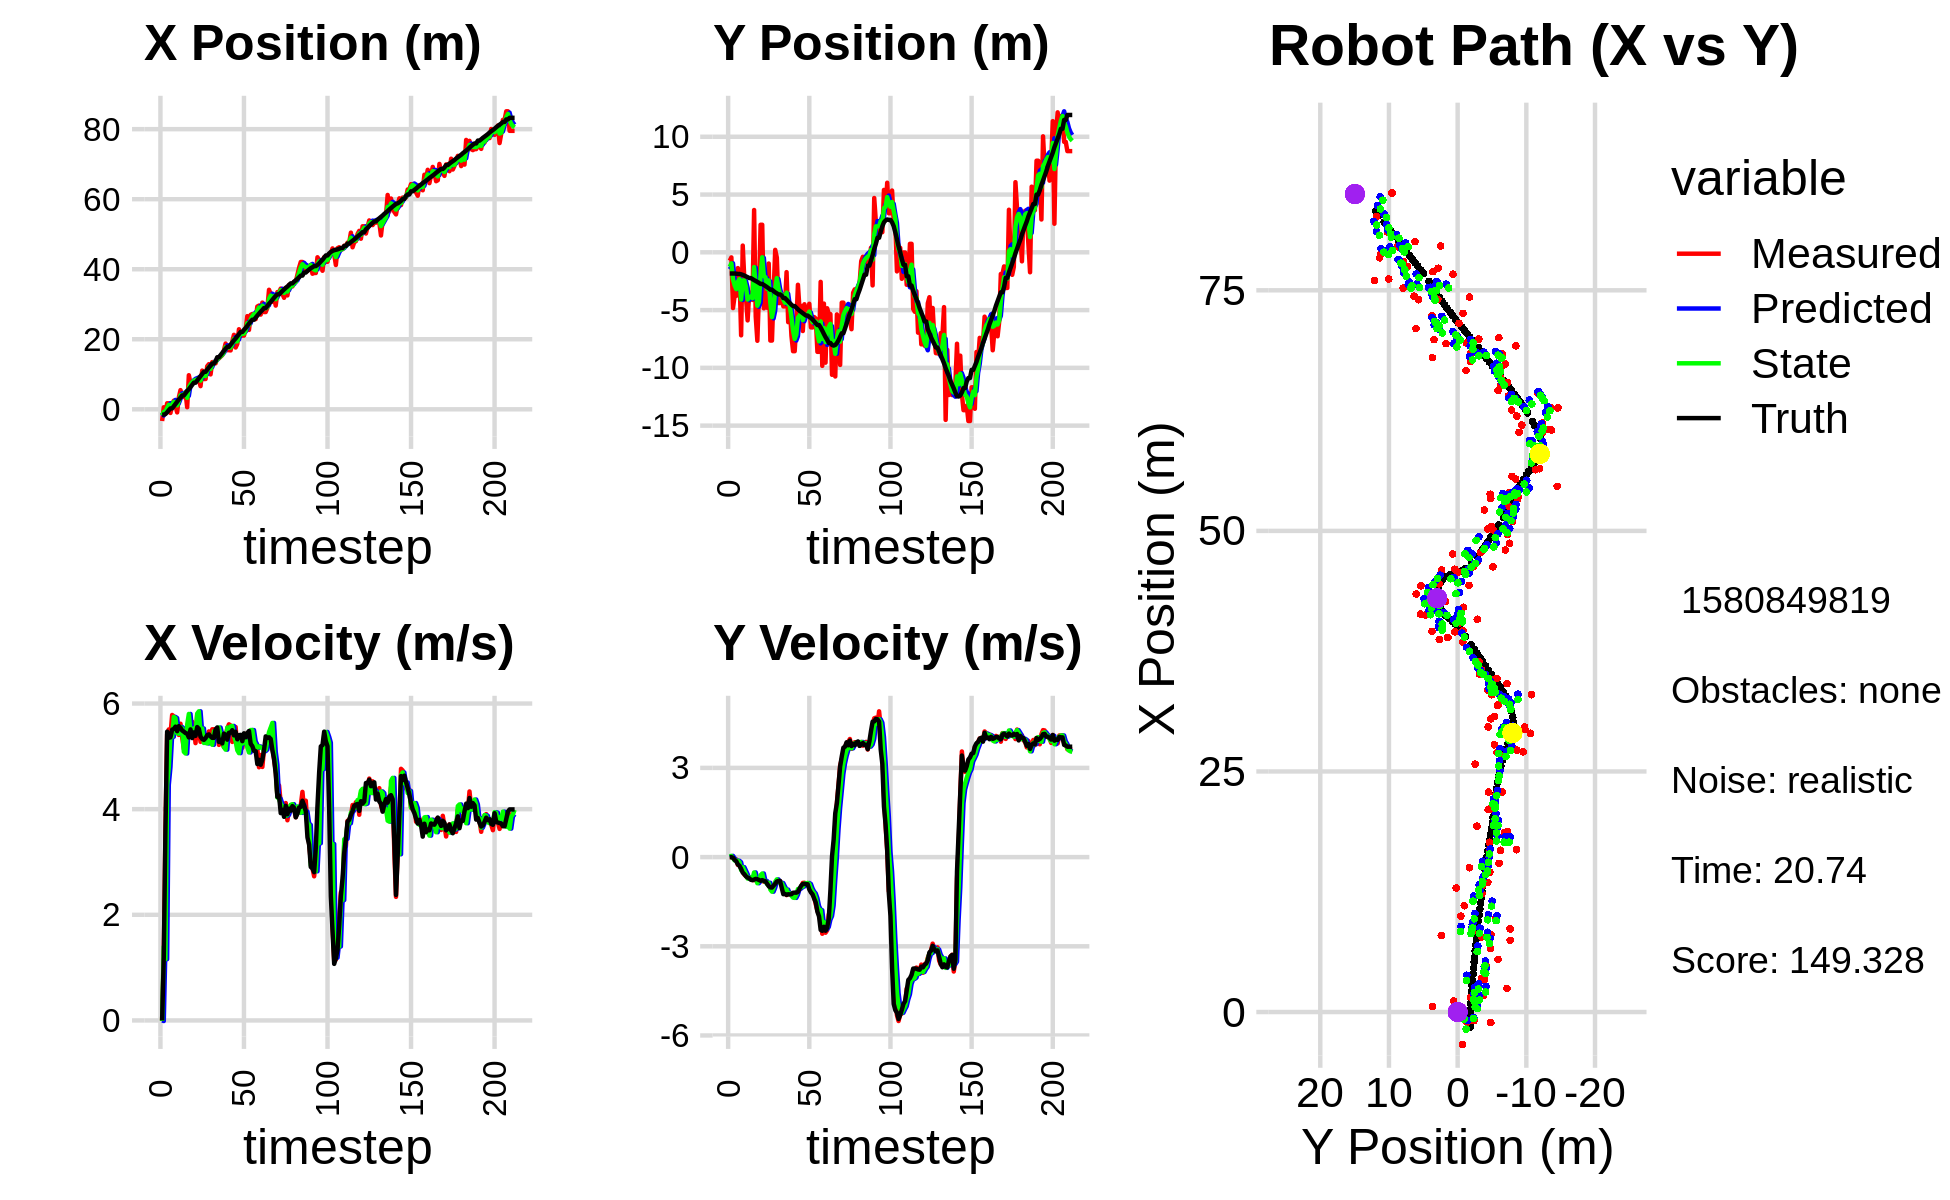 X Position (m)
80
60
40
20
0
0
50
100
150
200
timestep
Y Position (m)
10
5
0
-5
-10
-15
0
50
100
150
200
timestep
X Velocity (m/s)
6
4
2
0
0
50
100
150
200
timestep
Y Velocity (m/s)
3
0
-3
-6
0
50
100
150
200
timestep
Robot Path (X vs Y)
X Position (m)
75
50
25
0
20 10 0 -10 -20
Y Position (m)
variable
Measured
Predicted
State
Truth
1580849819
Obstacles: none
Noise: realistic
Time: 20.74
Score: 149.328